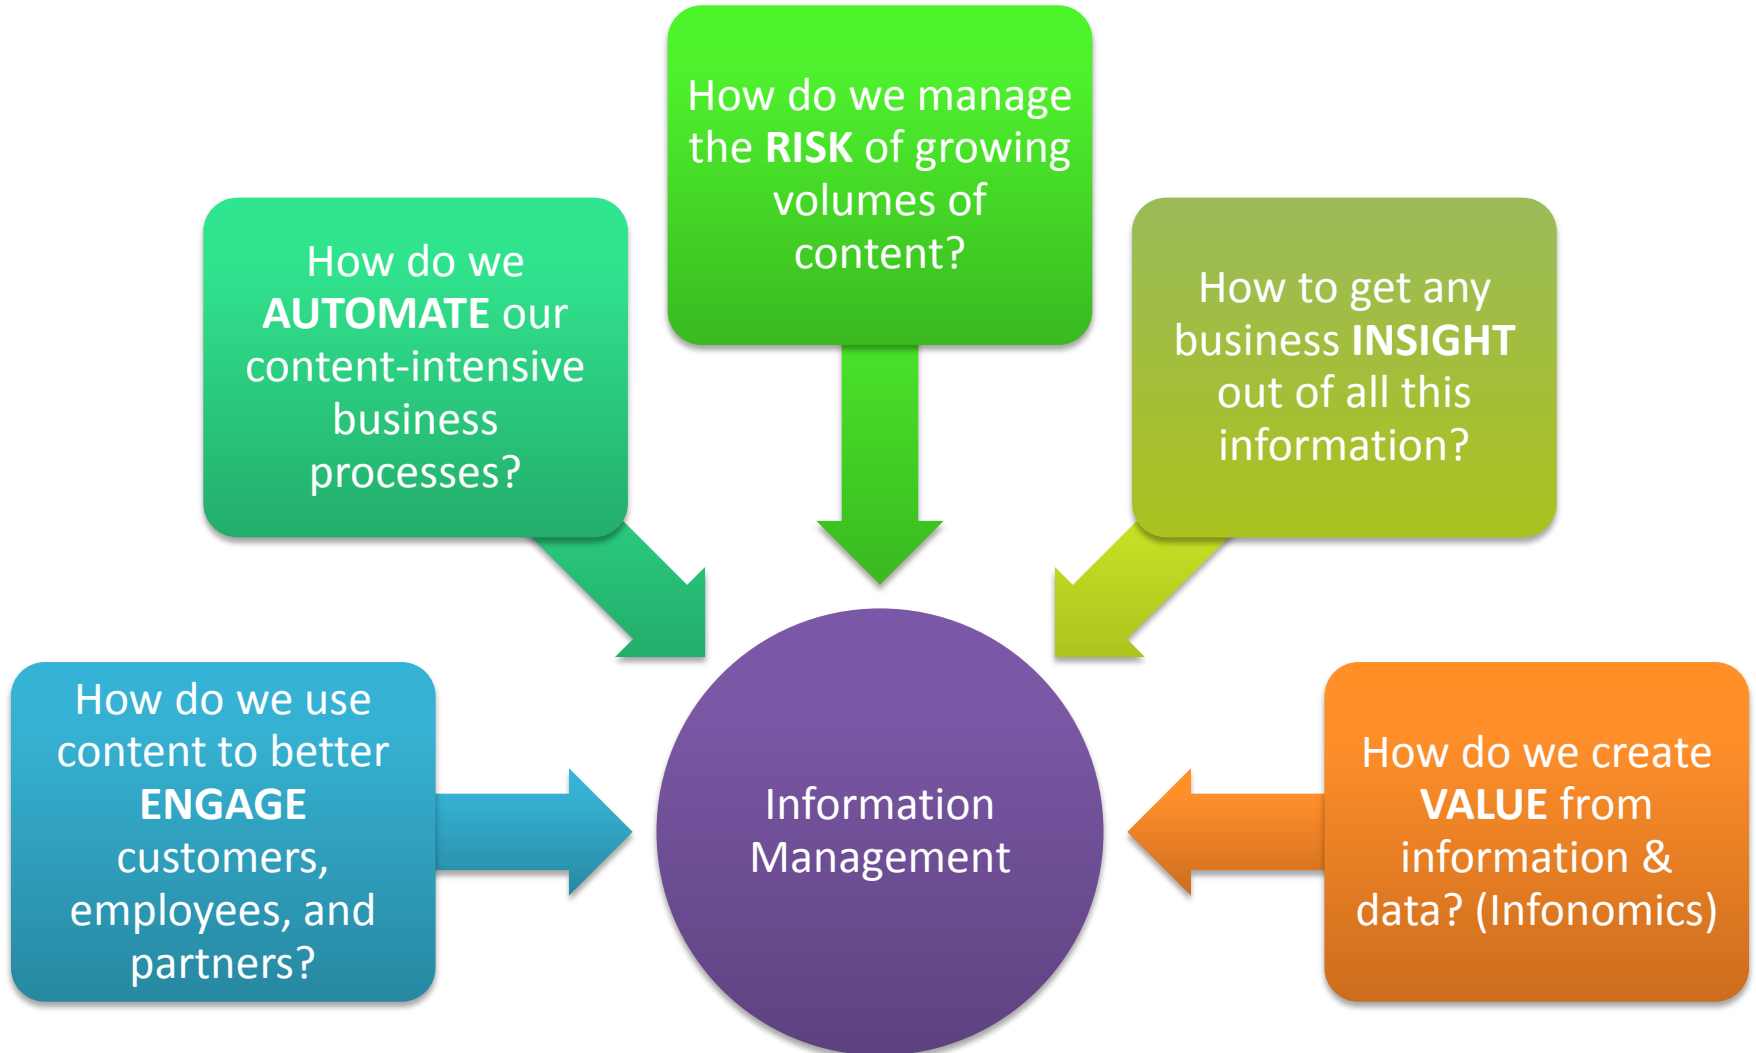 How do we manage
the RISK of growing
volumes of
content?
How do we
AUTOMATE our
content-intensive
business
processes?
How to get any
business INSIGHT
out of all this
information?
How do we use
content to better
ENGAGE
customers,
employees, and
partners?
Information
Management
How do we create
VALUE from
information &
data? (Infonomics)